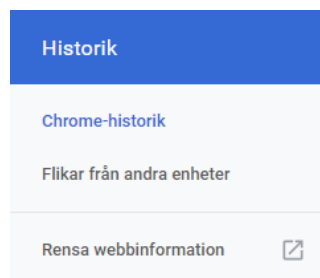 Historik
Chrome-historik
Flikar från andra enheter
Rensa webbinformation